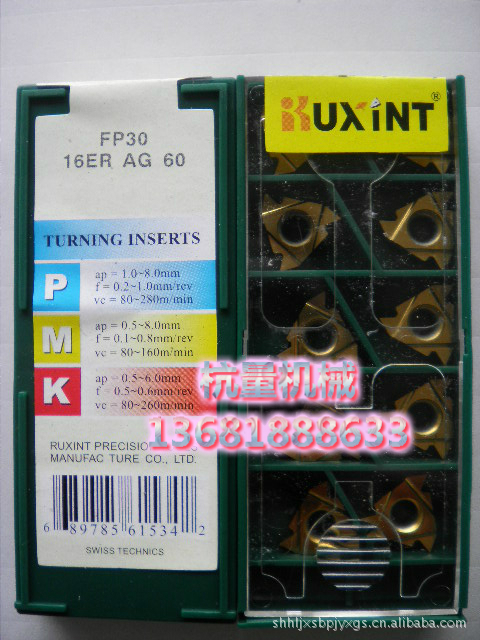 FP30
16ER AG 60
TURNING INSERTS
P
ap = 1.0~8.0mm
f = 0.2~1.0mm/rev
vc = 80~280m/min
M
ap = 0.5~8.0mm
f = 0.1~0.8mm/rev
vc = 80~160m/min
K
ap = 0.5~6.0mm
f = 0.5~0.6mm/rev
vc = 80~260m/min
RUXINT PRECISIO
MANUFAC TURE CO., LTD.
6 89785 61534 2
SWISS TECHNICS
RUXINT®
杭量机械
13681888633
shhljxsbpjyxgs.cn.alibaba.com